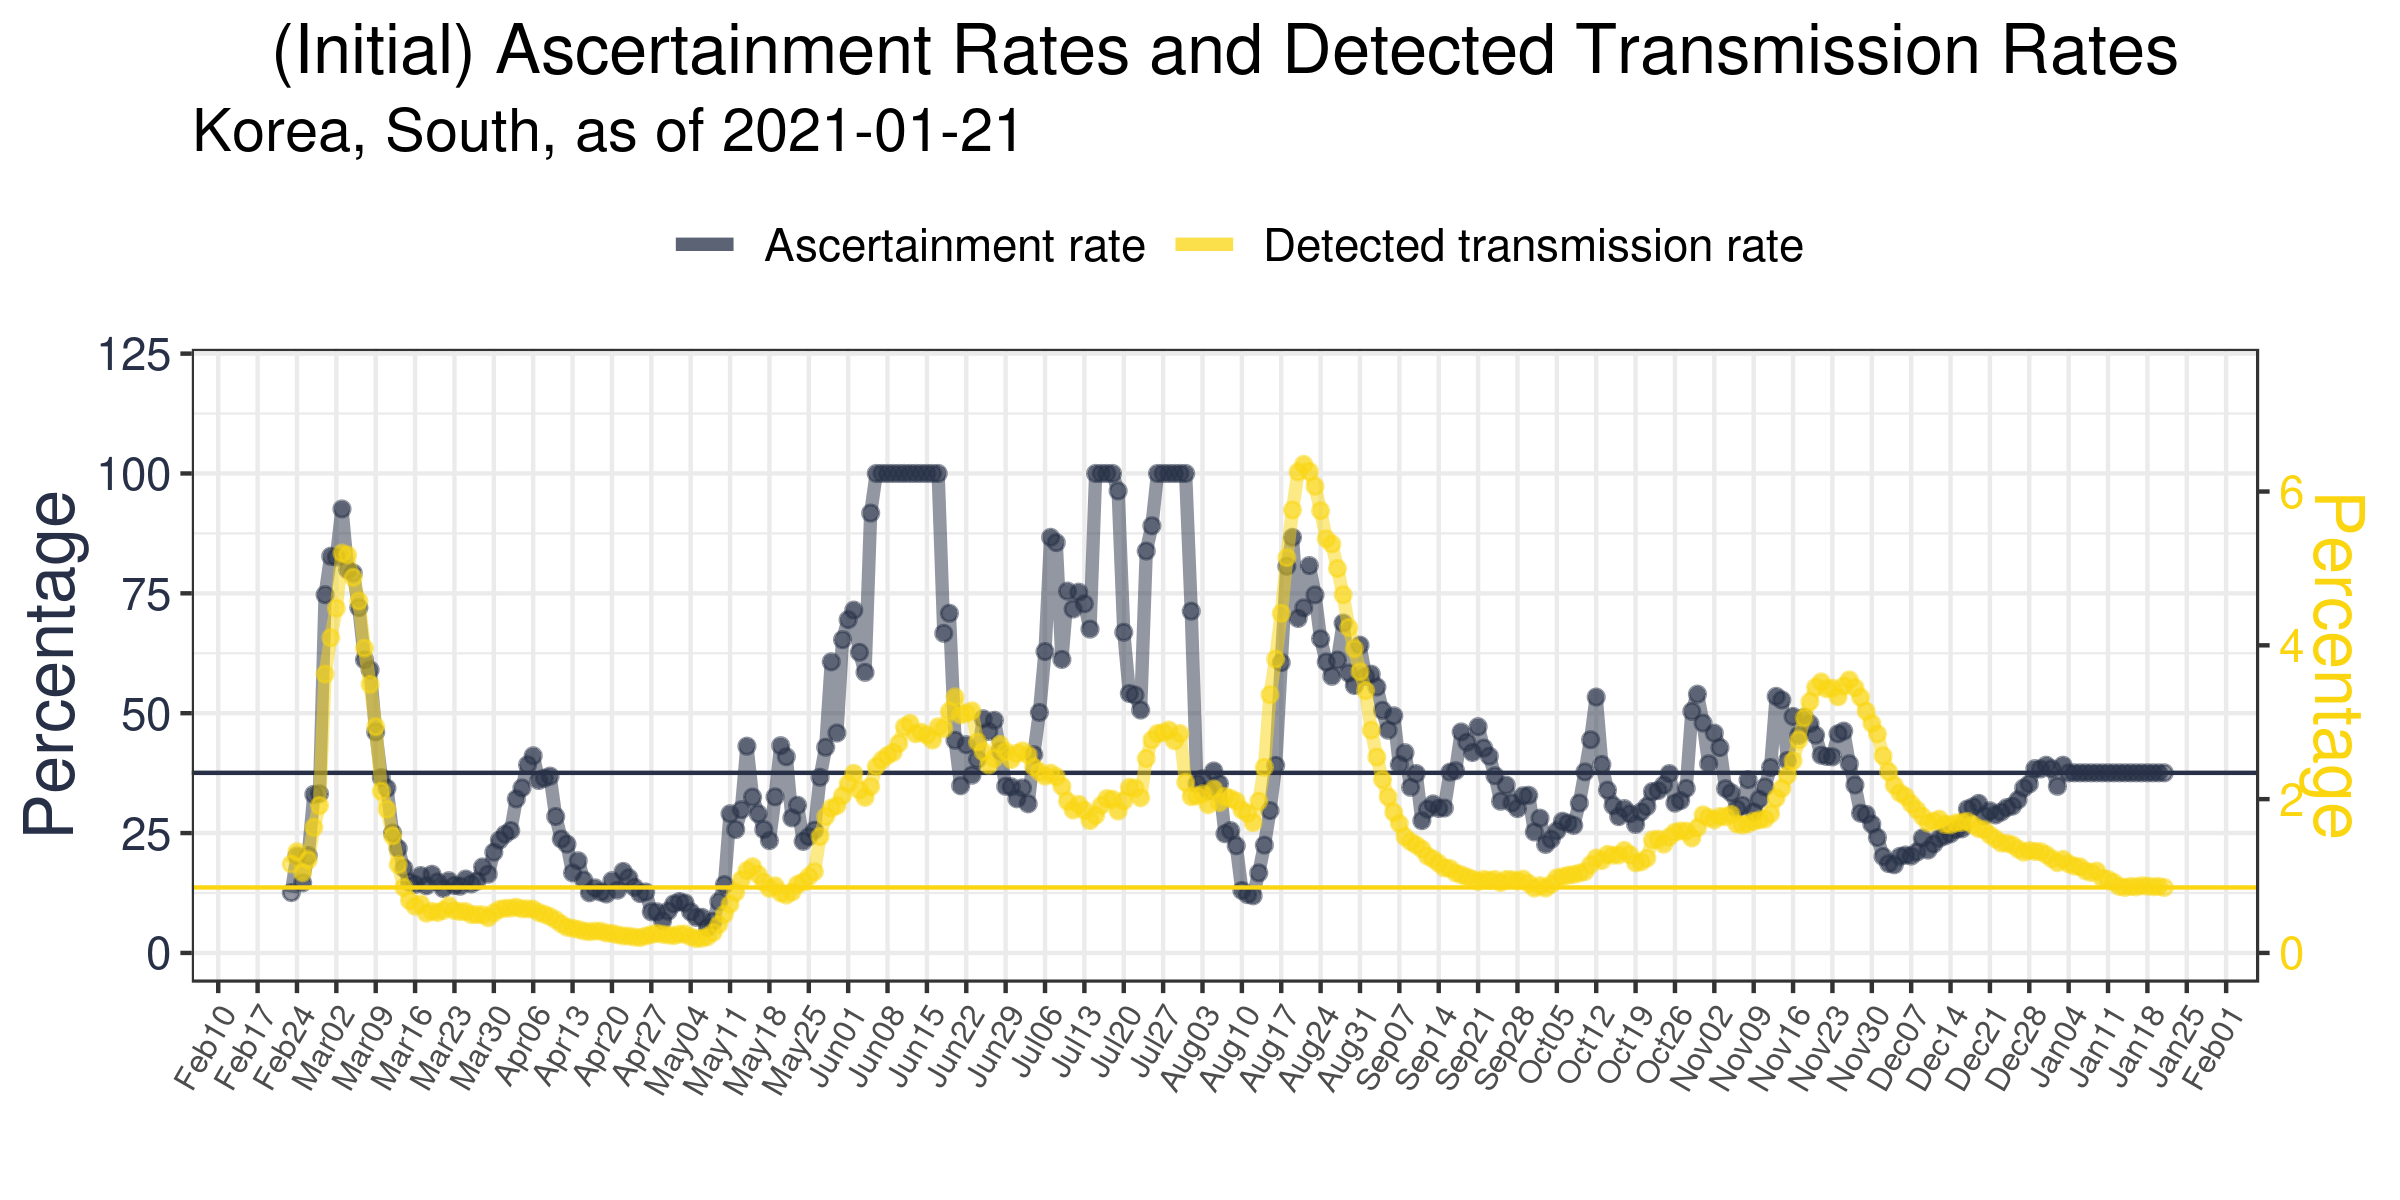 (Initial) Ascertainment Rates and Detected Transmission Rates
Korea, South, as of 2021-01-21
Ascertainment rate
Detected transmission rate
Percentage
125
100
75
50
25
0
6
4
2
0
Percentage
Feb10
Feb17
Feb24
Mar02
Mar09
Mar16
Mar23
Mar30
Apr06
Apr13
Apr20
Apr27
May04
May11
May18
May25
Jun01
Jun08
Jun15
Jun22
Jun29
Jul06
Jul13
Jul20
Jul27
Aug03
Aug10
Aug17
Aug24
Aug31
Sep07
Sep14
Sep21
Sep28
Oct05
Oct12
Oct19
Oct26
Nov02
Nov09
Nov16
Nov23
Nov30
Dec07
Dec14
Dec21
Dec28
Jan04
Jan11
Jan18
Jan25
Feb01